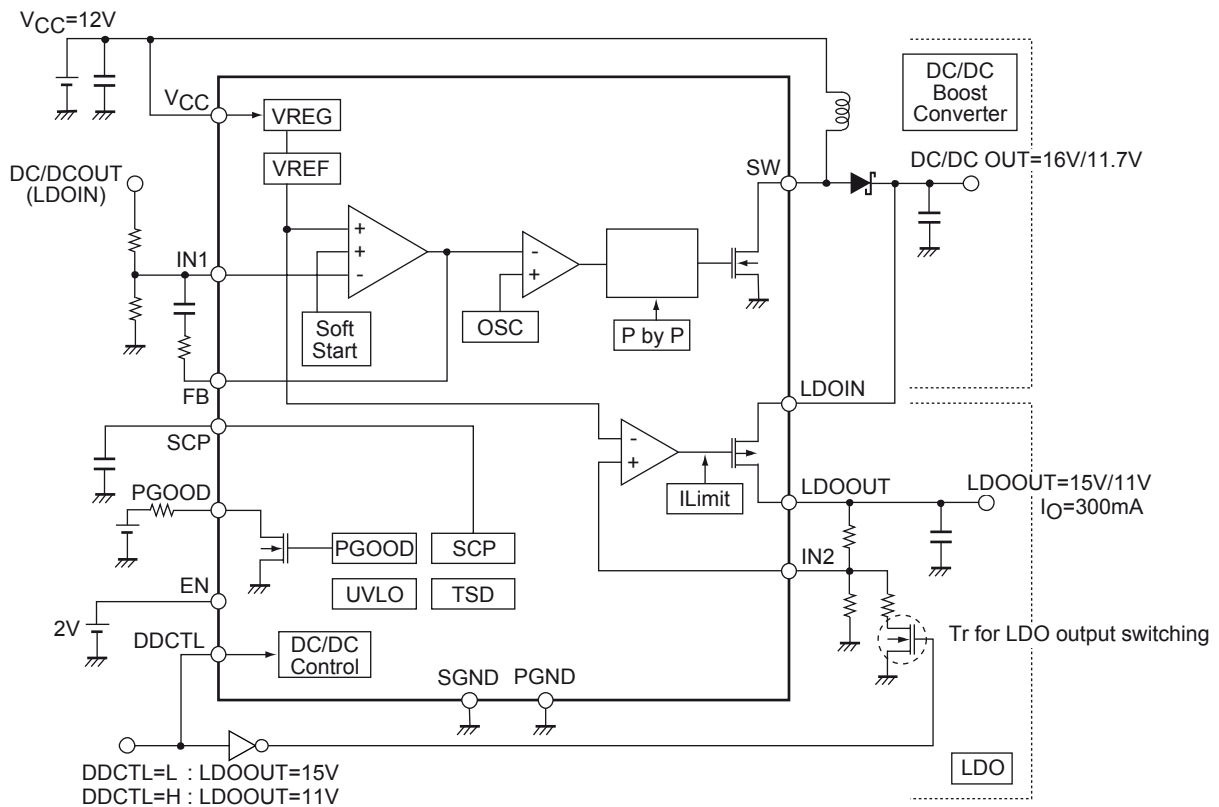 VCC=12V
DC/DC
Boost
Converter
VCC
VREG
VREF
SW
DC/DC OUT=16V/11.7V
DC/DCOUT
(LDOIN)
+
+
-
-
+
IN1
Soft
Start
OSC
P by P
FB
LDOIN
SCP
-
+
PGOOD
ILimit
LDOOUT
LDOOUT=15V/11V
IO=300mA
PGOOD
SCP
IN2
EN
UVLO
TSD
2V
DDCTL
DC/DC
Control
Tr for LDO output switching
SGND
PGND
DDCTL=L : LDOOUT=15V
DDCTL=H : LDOOUT=11V
LDO